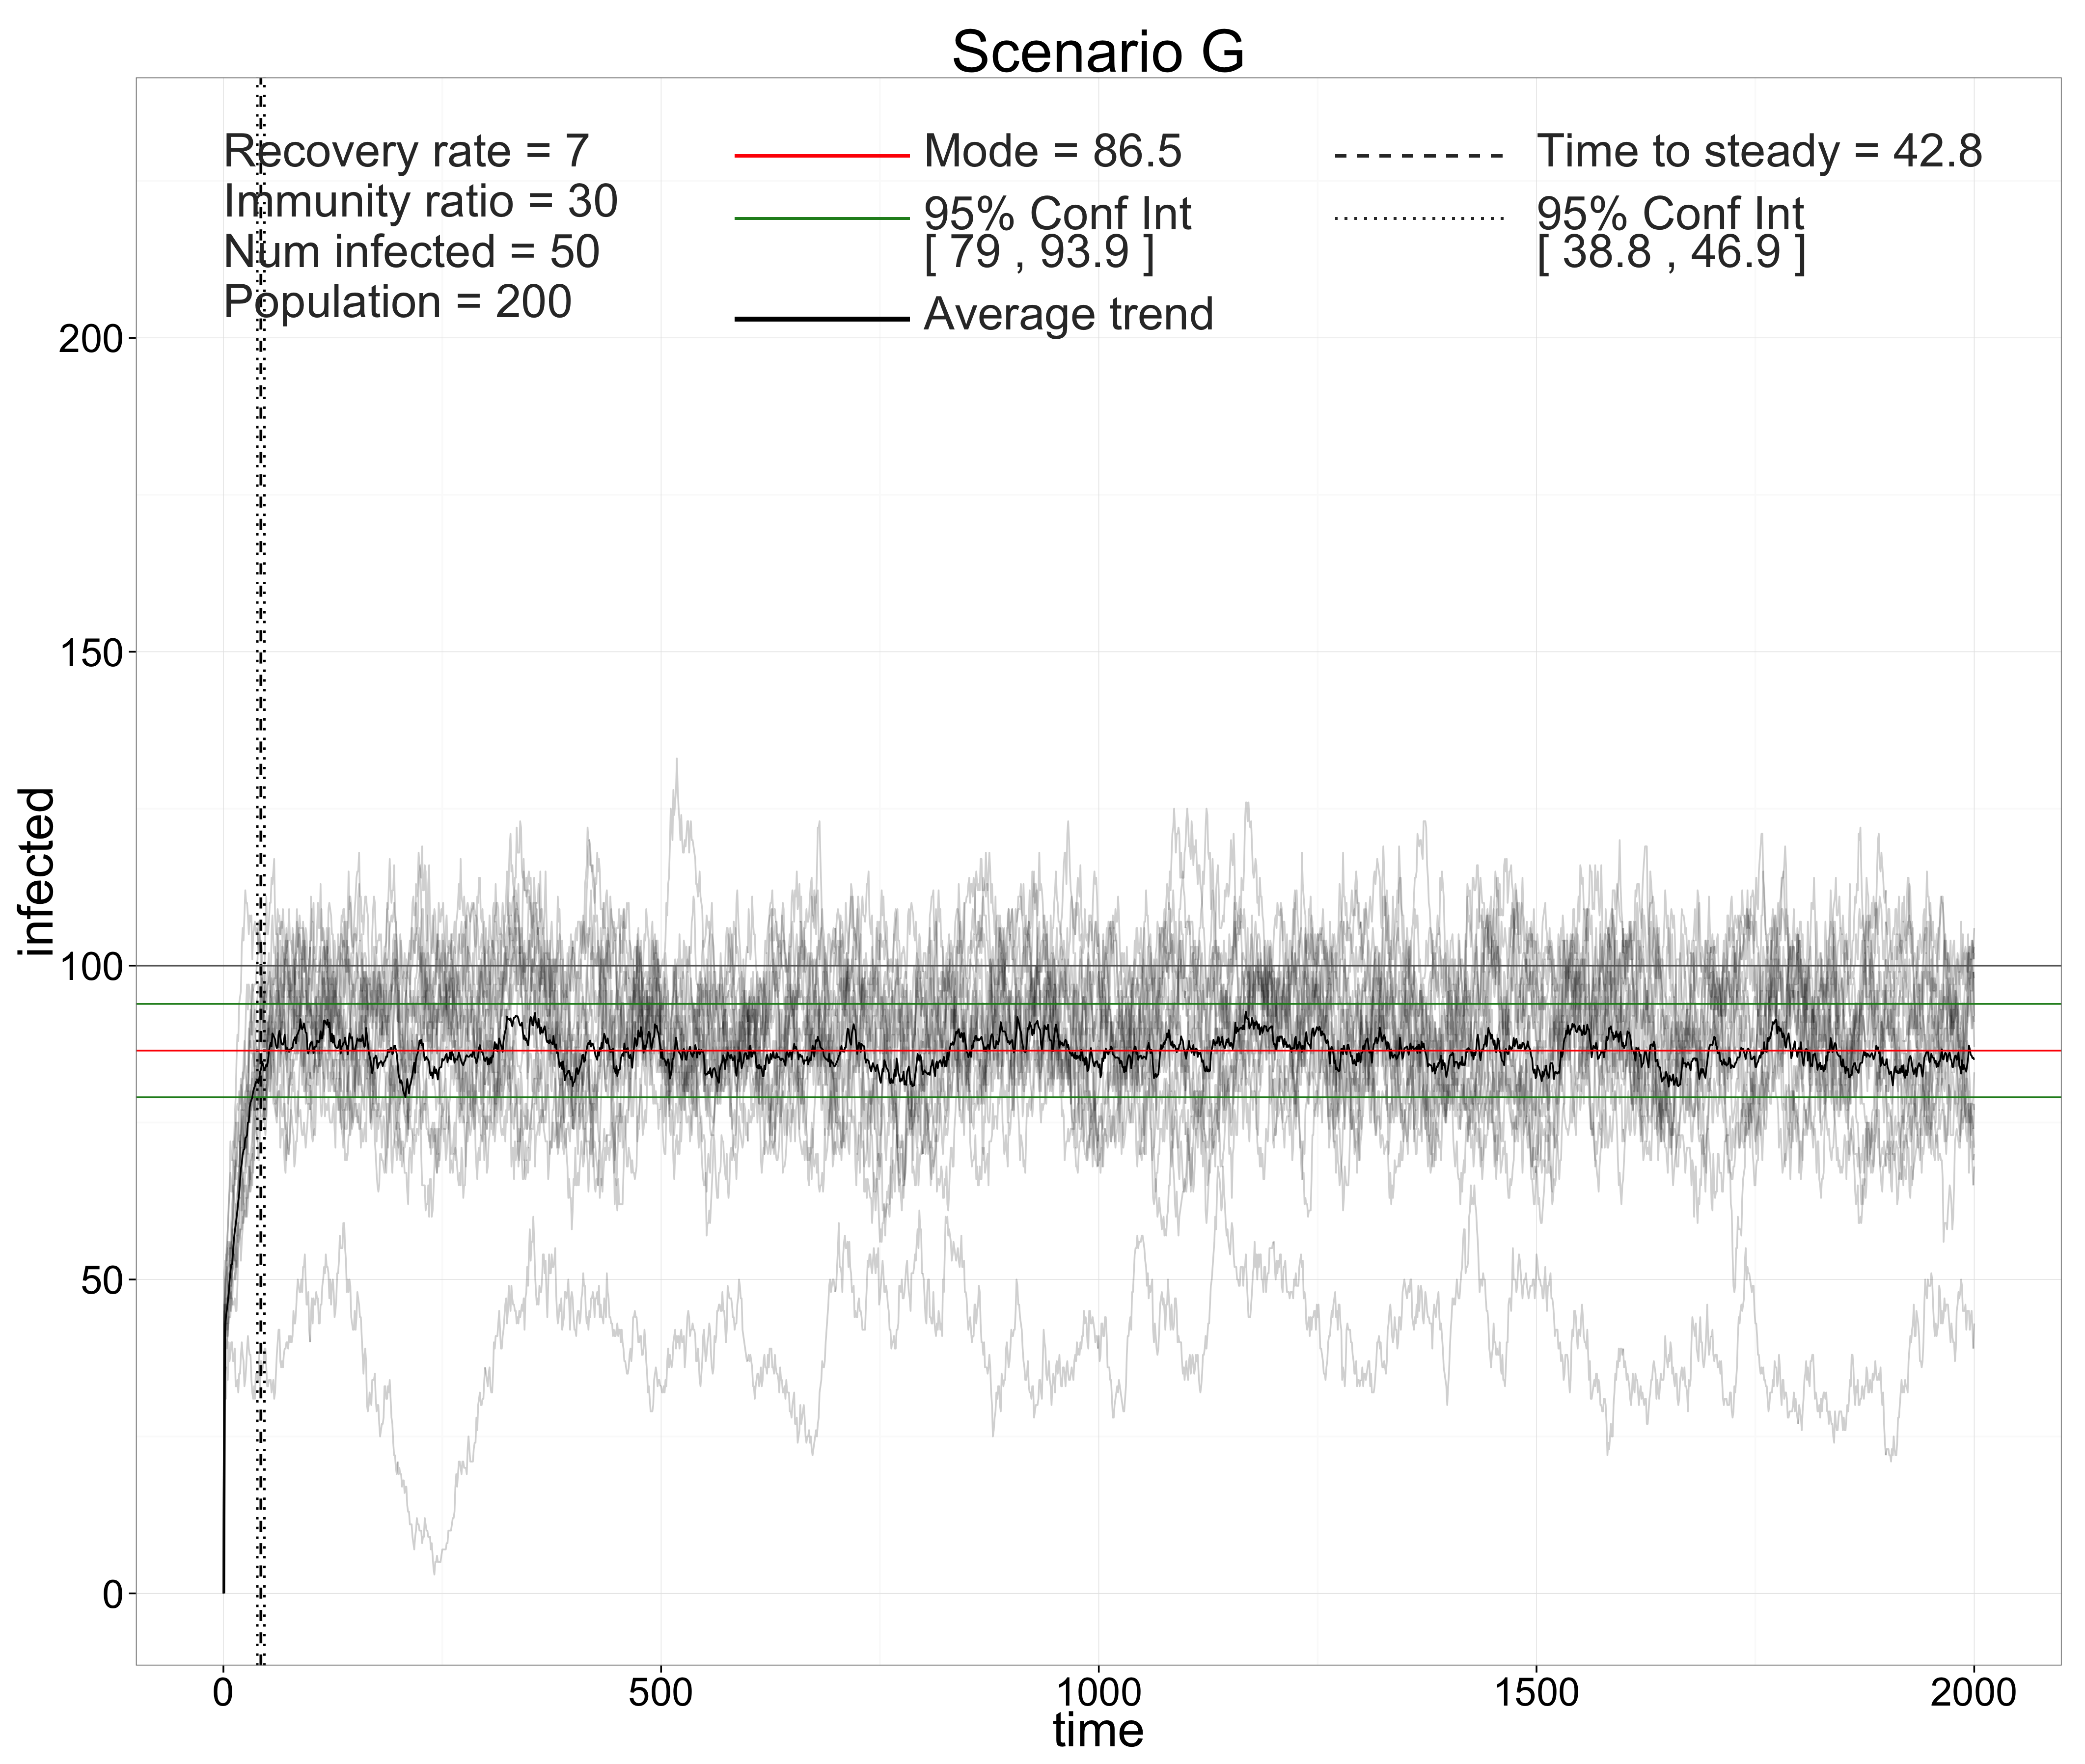 Scenario G
Recovery rate = 7
Immunity ratio = 30
Num infected = 50
Population = 200
Mode = 86.5
95% Conf Int
[ 79 , 93.9 ]
Average trend
Time to steady = 42.8
95% Conf Int
[ 38.8 , 46.9 ]
infected
200
150
100
50
0
0 500 1000 1500 2000
time